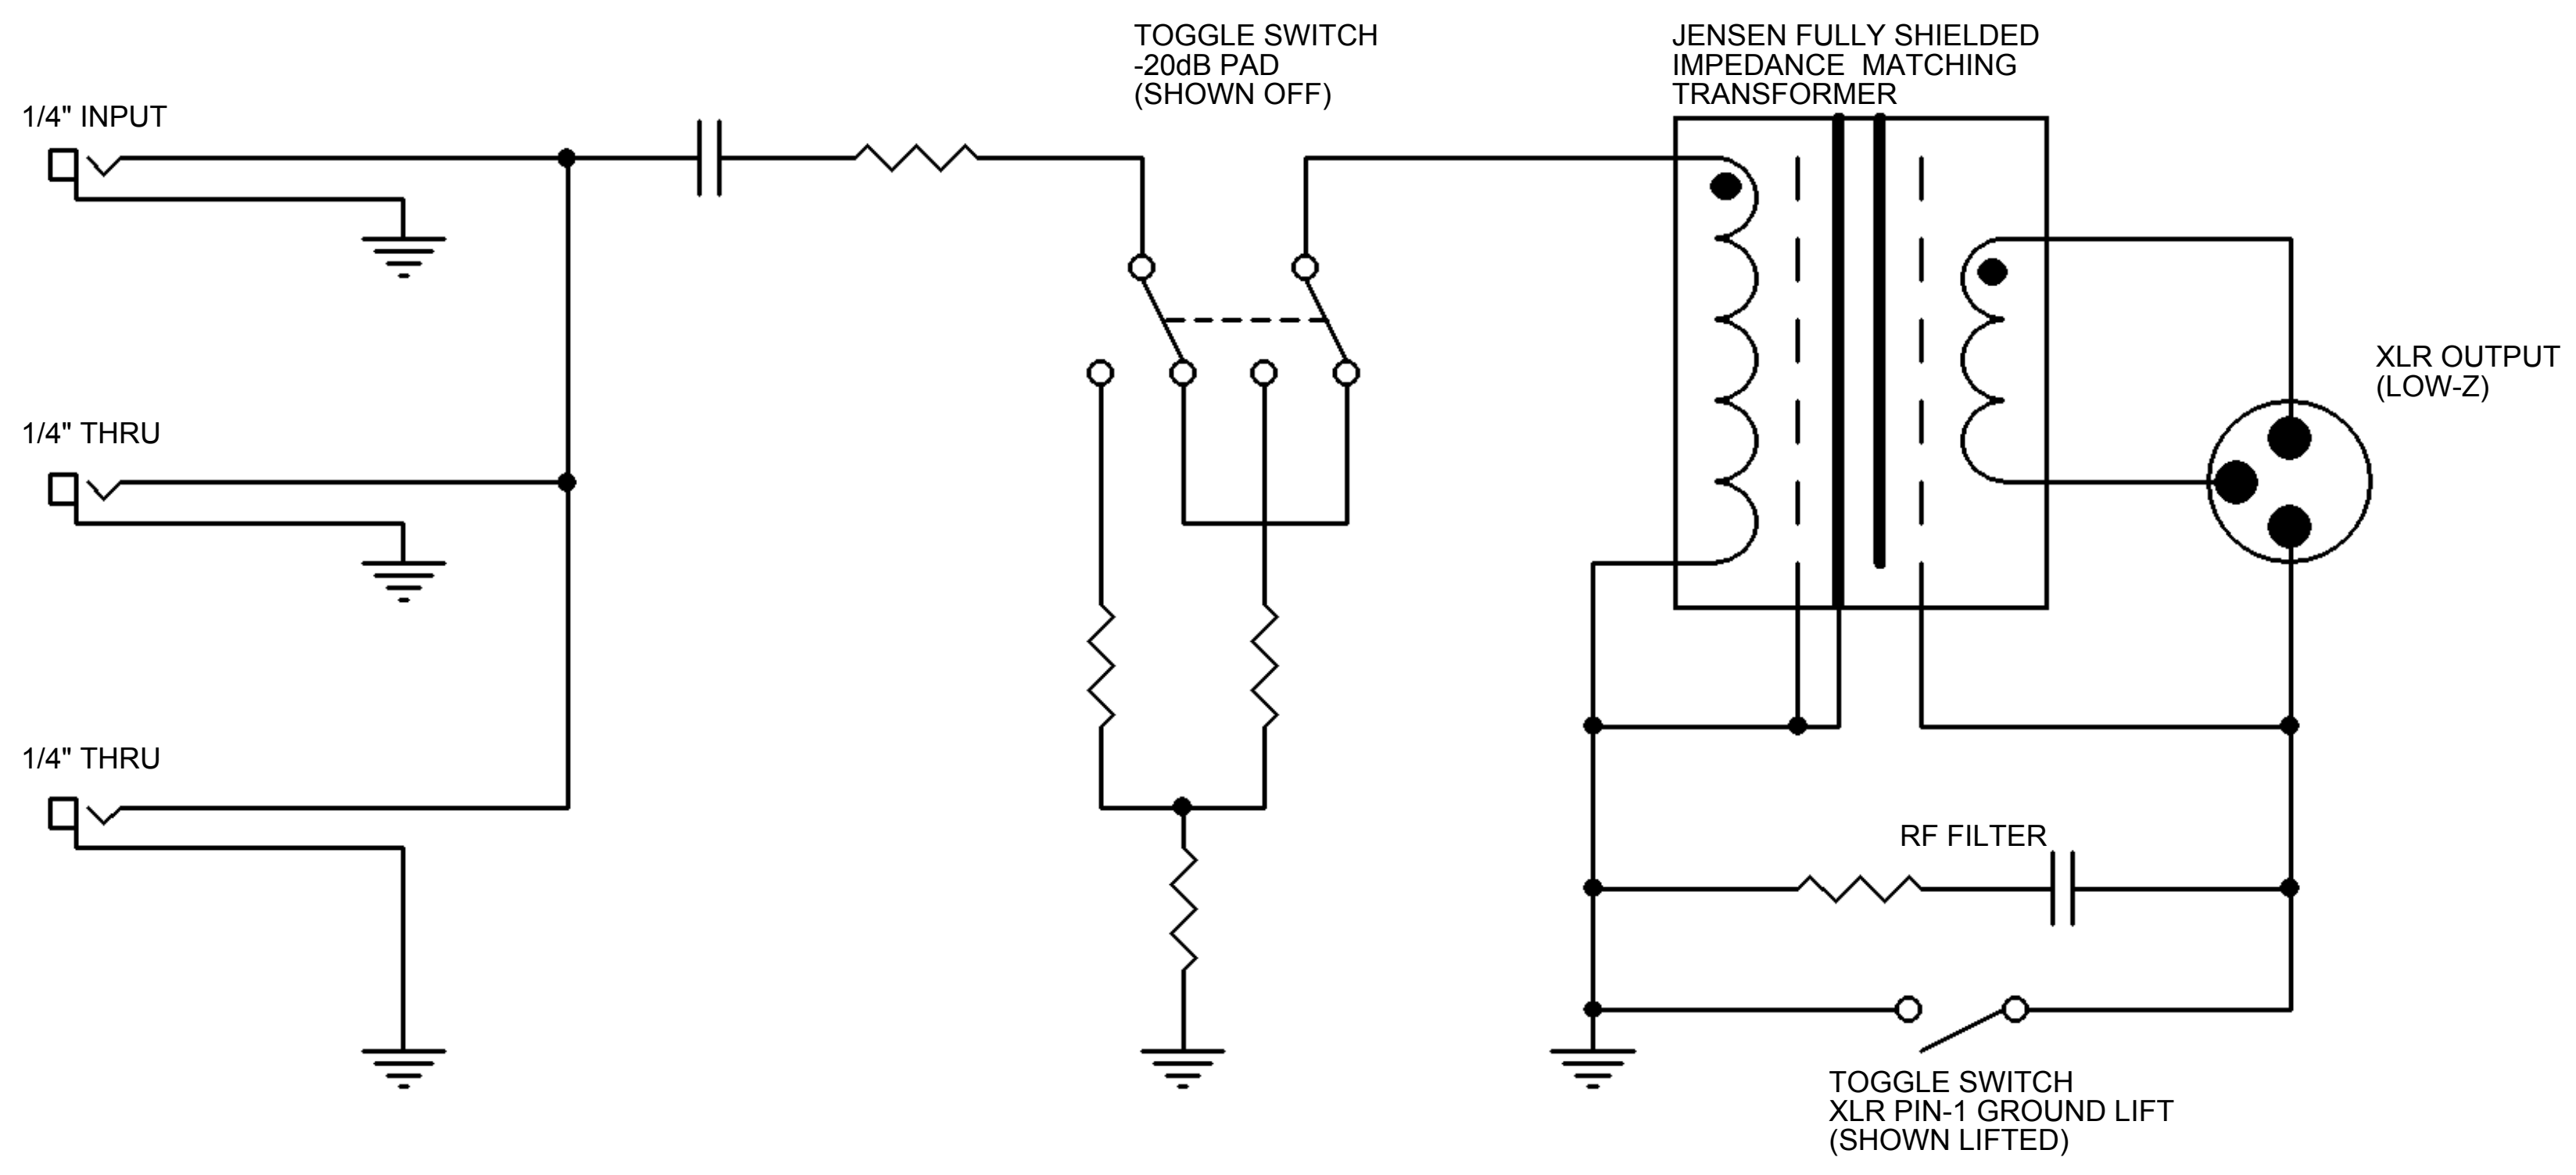 TOGGLE SWITCH
-20dB PAD
(SHOWN OFF)
JENSEN FULLY SHIELDED
IMPEDANCE MATCHING
TRANSFORMER
1/4" INPUT
XLR OUTPUT
(LOW-Z)
1/4" THRU
1/4" THRU
RF FILTER
TOGGLE SWITCH
XLR PIN-1 GROUND LIFT
(SHOWN LIFTED)